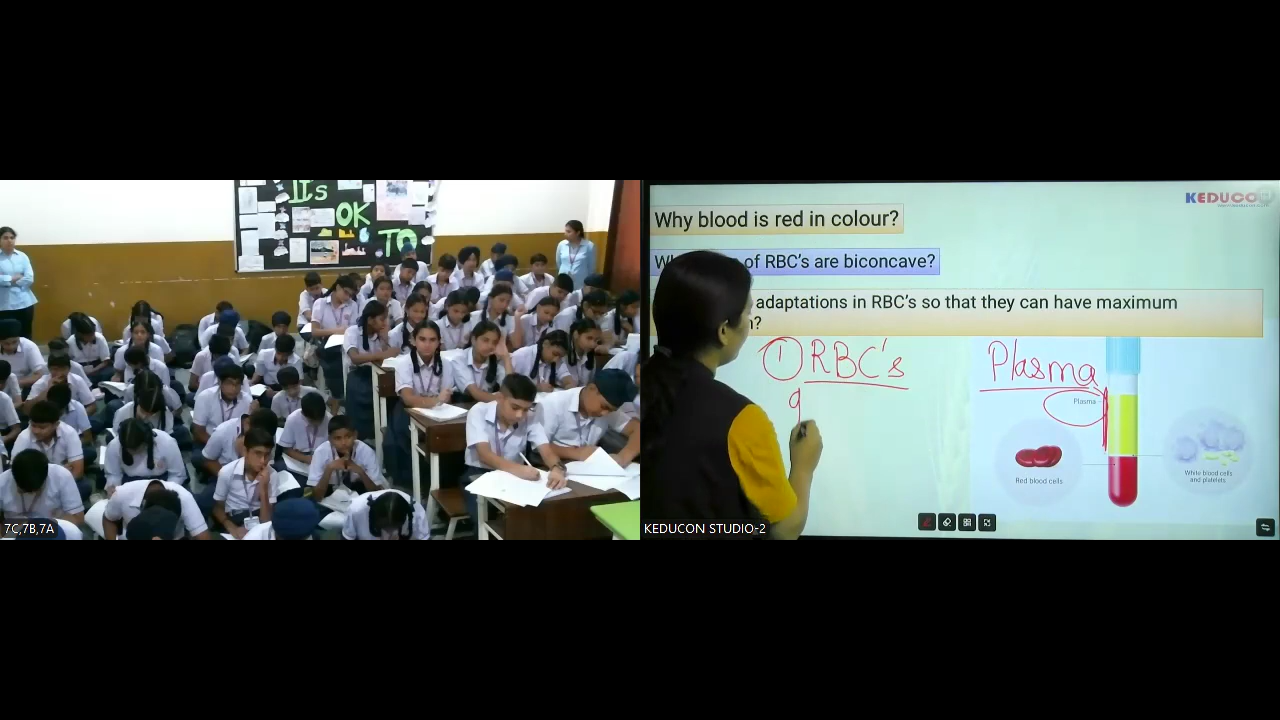 IIs
OK
TO
7C,7B,7A
KEDUCON
Why blood is red in colour?
of RBC's are biconcave?
adaptations in RBC's so that they can have maximum
① RBC's
Plasma
Plasma
Red blood cells
White blood cells
and platelets
KEDUCON STUDIO-2